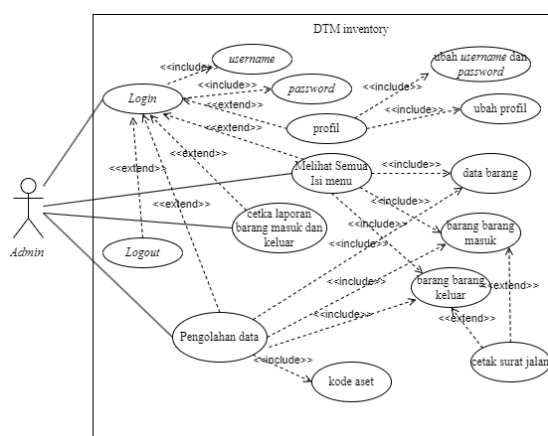 DTM inventory
username
<<include>>
ubah username dan
password
<<include>>
Login
<<include>>
password
<<include>>
<<extend>>
ubah profil
profil
<<extend>>
<<extend>>
<<extend>>
Melihat Semua
Isi menu
<<include>>
data barang
<<extend>>
cetka laporan
barang masuk dan
keluar
<<include>>
<<include>>
<<include>>
barang barang
masuk
Admin
Logout
<<include>>
barang barang
keluar
<<extend>>
<<include>>
<<extend>>
Pengolahan data
<<include>>
cetak surat jalan
kode aset